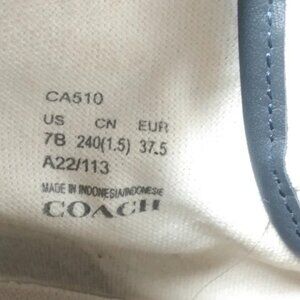 CA510
US CN EUR
7B 240(1.5) 37.5
A22/113
MADE IN INDONESIA/INDONESIE
COACH